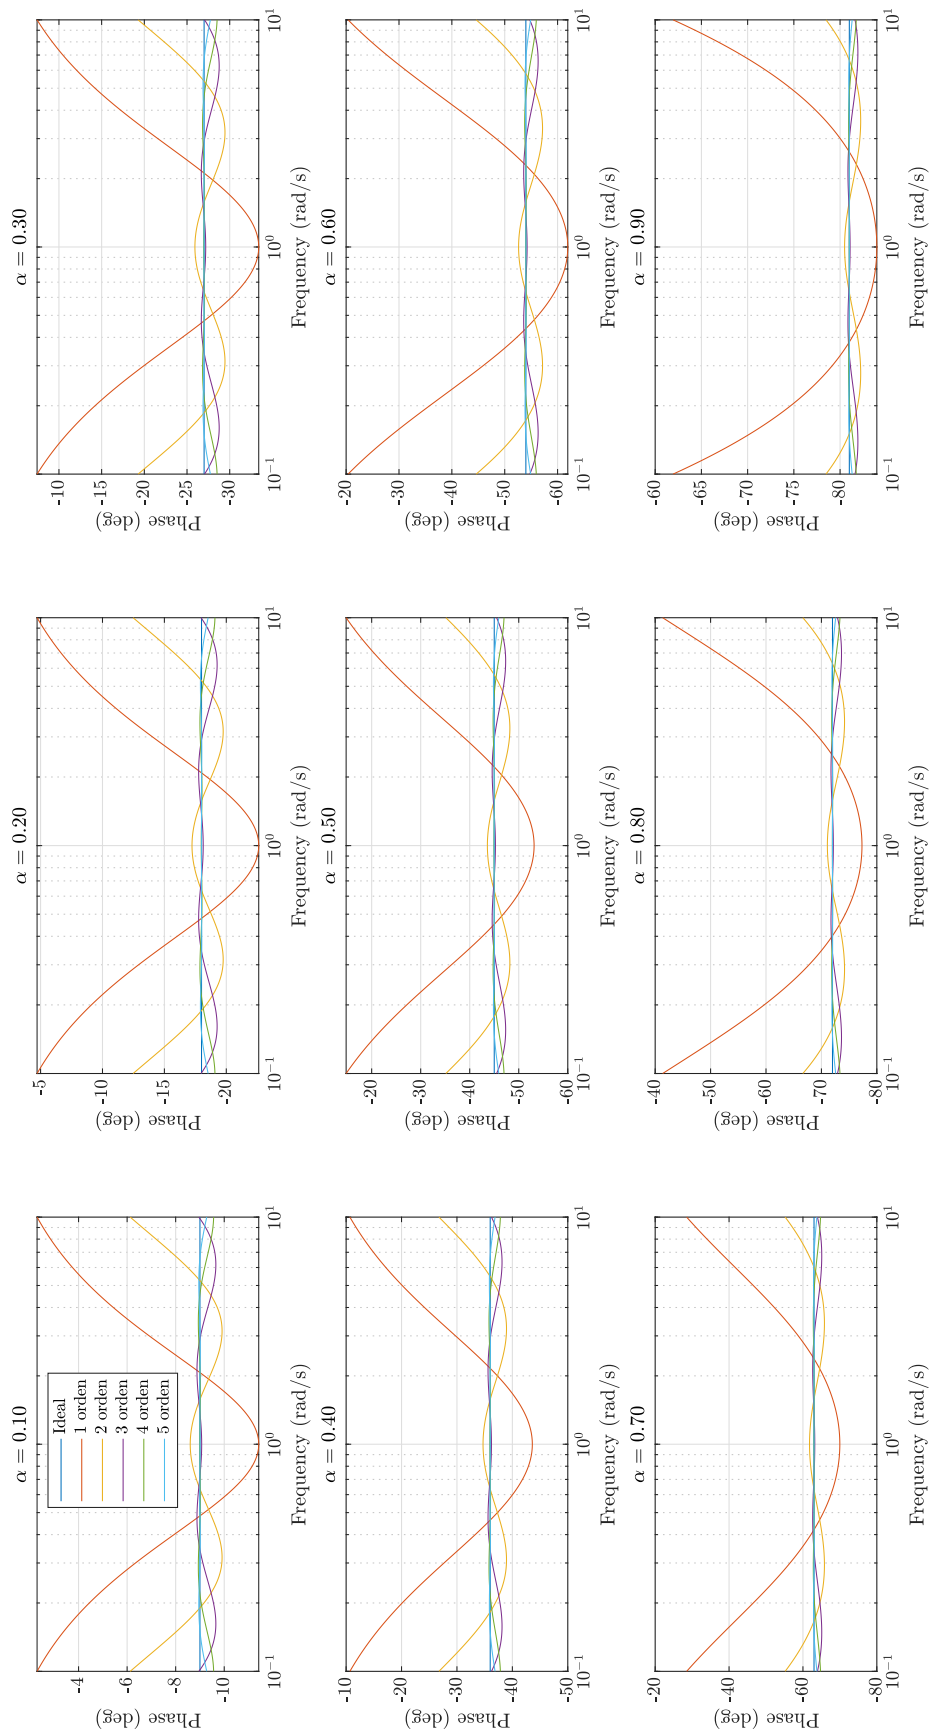 α = 0.10
Phase (deg)
-4
-6
-8
-10
Ideal
1 orden
2 orden
3 orden
4 orden
5 orden
10⁻¹ 10⁰ 10¹
Frequency (rad/s)
α = 0.20
Phase (deg)
-5
-10
-15
-20
10⁻¹ 10⁰ 10¹
Frequency (rad/s)
α = 0.30
Phase (deg)
-10
-15
-20
-25
-30
10⁻¹ 10⁰ 10¹
Frequency (rad/s)
α = 0.40
Phase (deg)
-10
-20
-30
-40
-50
10⁻¹ 10⁰ 10¹
Frequency (rad/s)
α = 0.50
Phase (deg)
-20
-30
-40
-50
-60
10⁻¹ 10⁰ 10¹
Frequency (rad/s)
α = 0.60
Phase (deg)
-20
-30
-40
-50
-60
10⁻¹ 10⁰ 10¹
Frequency (rad/s)
α = 0.70
Phase (deg)
-20
-40
-60
10⁻¹ 10⁰ 10¹
Frequency (rad/s)
α = 0.80
Phase (deg)
-40
-50
-60
-70
-80
10⁻¹ 10⁰ 10¹
Frequency (rad/s)
α = 0.90
Phase (deg)
-60
-65
-70
-75
-80
10⁻¹ 10⁰ 10¹
Frequency (rad/s)